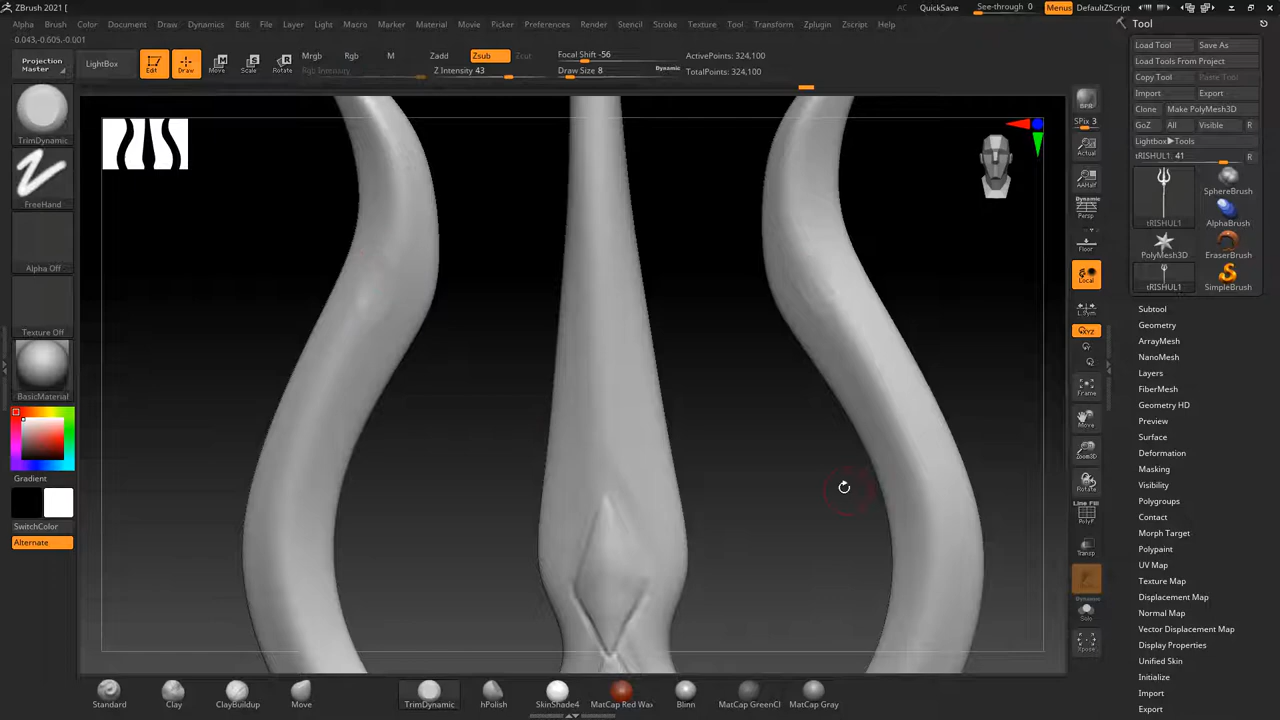 ZBrush 2021 [
AC QuickSave See-through 0 Menus DefaultZScript
Alpha Brush Color Document Draw Dynamics Edit File Layer Light Macro Marker Material Movie Picker Preferences Render Stencil Stroke Texture Tool Transform Zplugin Zscript Help
0.043,-0.605,-0.001
Projection Master
LightBox
Edit Draw Move Scale Rotate
Mrgb Rgb M
Rgb Intensity
Zadd Zsub Zcut
Z Intensity 43
Focal Shift -56
Draw Size 8 Dynamic
ActivePoints: 324,100
TotalPoints: 324,100
TrimDynamic
FreeHand
Alpha Off
Texture Off
BasicMaterial
Gradient
SwitchColor
Alternate
BPR
SPix 3
Actual
AAHalf
Dynamic
Persp
Floor
Local
L.Sym
XYZ
Frame
Move
Zoom3D
Rotate
Line Fill
PolyF
Transp
Dynamic
Solo
Xpose
Tool
Load Tool Save As
Load Tools From Project
Copy Tool Paste Tool
Import Export
Clone Make PolyMesh3D
GoZ All Visible R
Lightbox▶Tools
tRISHUL1. 41 R
tRISHUL1 SphereBrush
AlphaBrush
PolyMesh3D EraserBrush
tRISHUL1 SimpleBrush
Subtool
Geometry
ArrayMesh
NanoMesh
Layers
FiberMesh
Geometry HD
Preview
Surface
Deformation
Masking
Visibility
Polygroups
Contact
Morph Target
Polypaint
UV Map
Texture Map
Displacement Map
Normal Map
Vector Displacement Map
Display Properties
Unified Skin
Initialize
Import
Export
Standard Clay ClayBuildup Move TrimDynamic hPolish SkinShade4 MatCap Red Wax Blinn MatCap GreenCl MatCap Gray